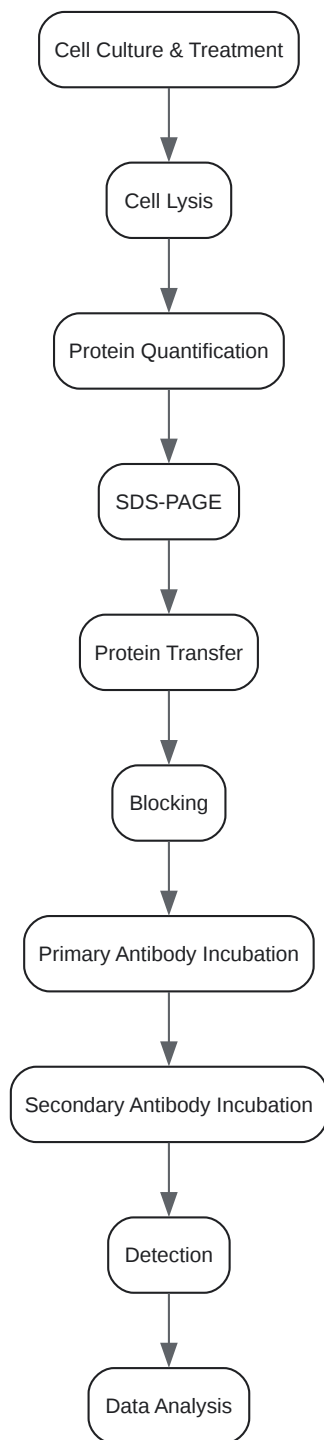 Cell Culture & Treatment
Cell Lysis
Protein Quantification
SDS-PAGE
Protein Transfer
Blocking
Primary Antibody Incubation
Secondary Antibody Incubation
Detection
Data Analysis